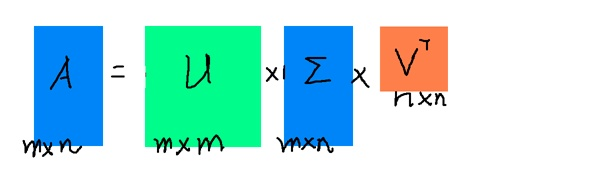 A = U × Σ × Vᵀ
m×n m×m m×n n×n